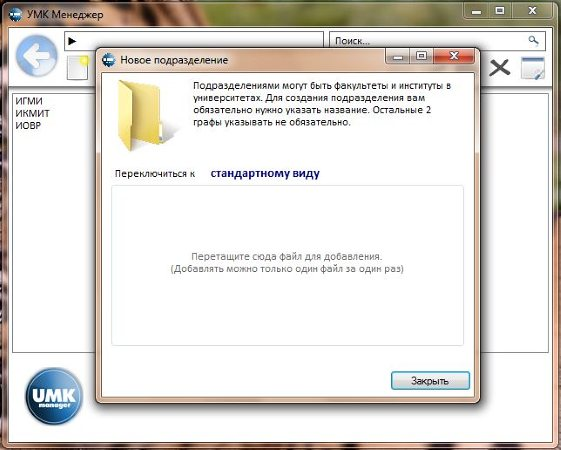 УМК Менеджер
Поиск...
Новое подразделение
Подразделениями могут быть факультеты и институты в
университетах. Для создания подразделения вам
обязательно нужно указать название. Остальные 2
графы указывать не обязательно.
ИГМИ
ИКМИТ
ИОВР
Переключиться к стандартному виду
Перетащите сюда файл для добавления.
(Добавлять можно только один файл за один раз)
Закрыть
UMK
manager